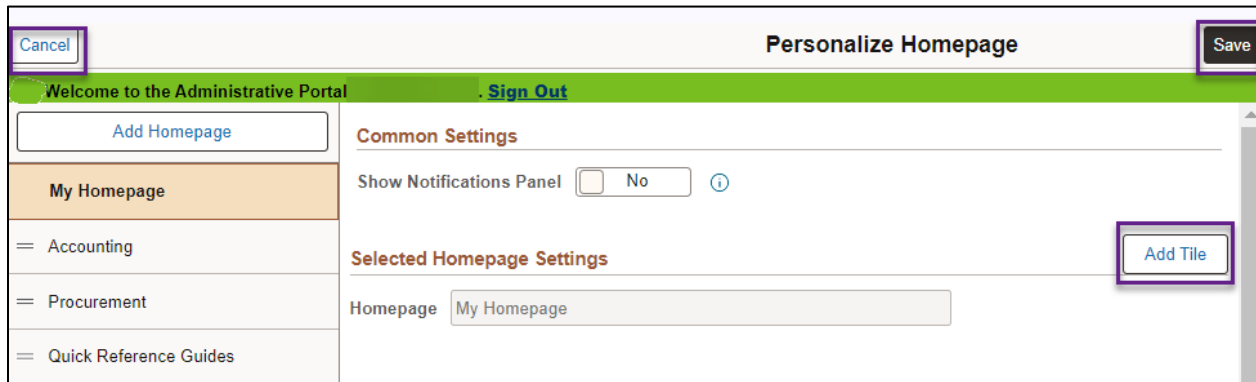 Cancel
Personalize Homepage
Save
Welcome to the Administrative Portal . Sign Out
Add Homepage
Common Settings
My Homepage
Show Notifications Panel No
Accounting
Selected Homepage Settings
Add Tile
Procurement
Homepage My Homepage
Quick Reference Guides